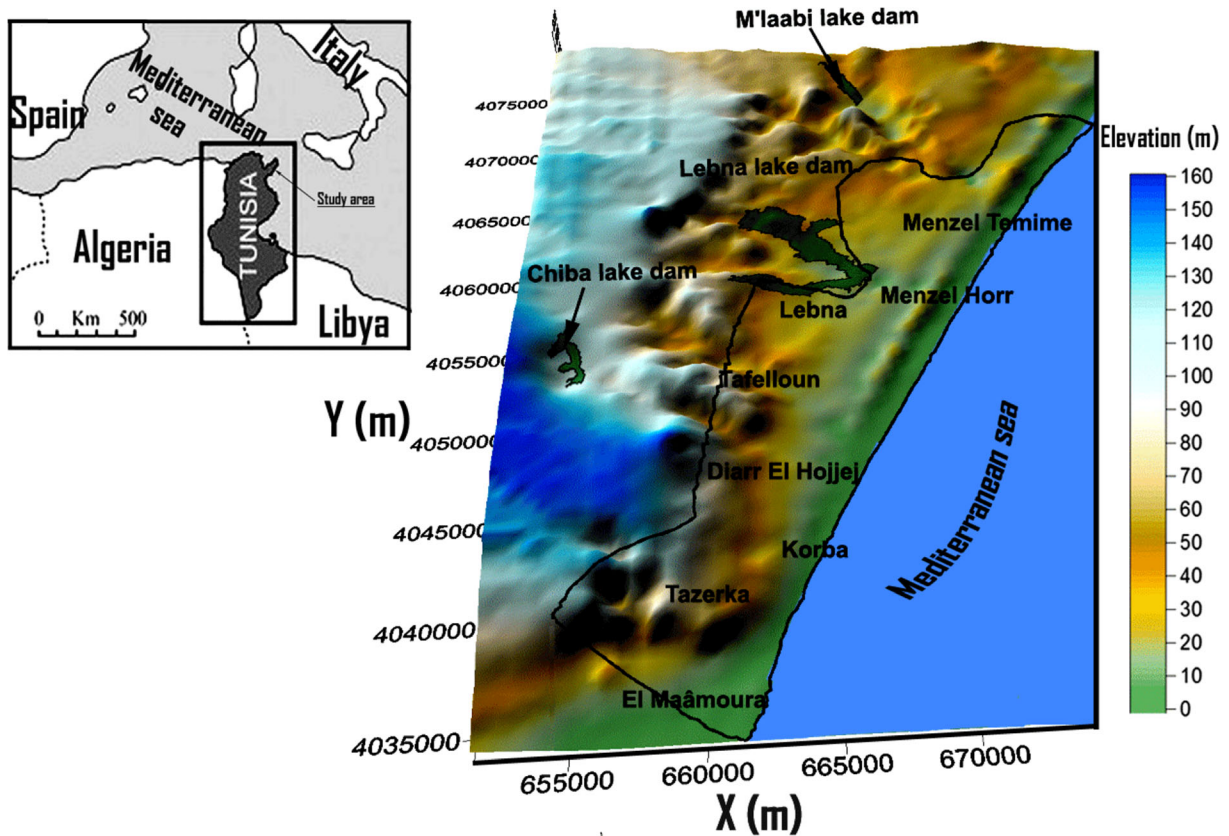 Spain
Mediterranean
sea
Italy
Study area
TUNISIA
Algeria
0 Km 500
Libya
M'laabi lake dam
Lebna lake dam
Menzel Temime
Chiba lake dam
Menzel Horr
Lebna
Tafelloun
Diarr El Hojjej
Korba
Tazerka
El Maâmoura
Mediterranean sea
Y (m)
4075000
4070000
4065000
4060000
4055000
4050000
4045000
4040000
4035000
655000 660000 665000 670000
X (m)
Elevation (m)
160
150
140
130
120
110
100
90
80
70
60
50
40
30
20
10
0